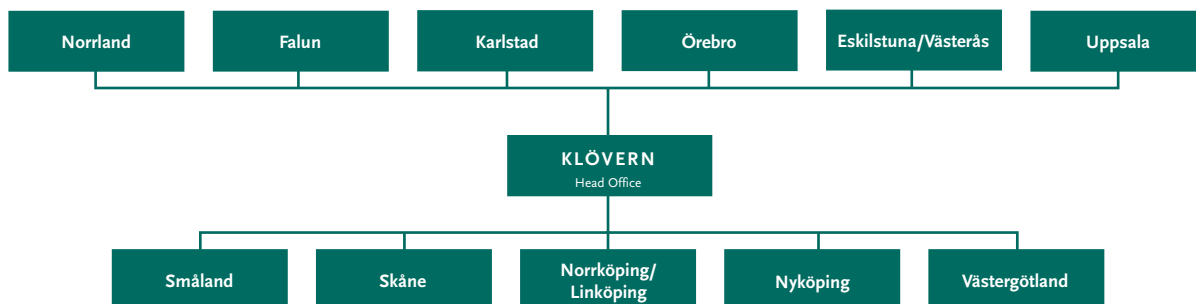 Norrland
Falun
Karlstad
Örebro
Eskilstuna/Västerås
Uppsala
KLÖVERN
Head Office
Småland
Skåne
Norrköping/
Linköping
Nyköping
Västergötland